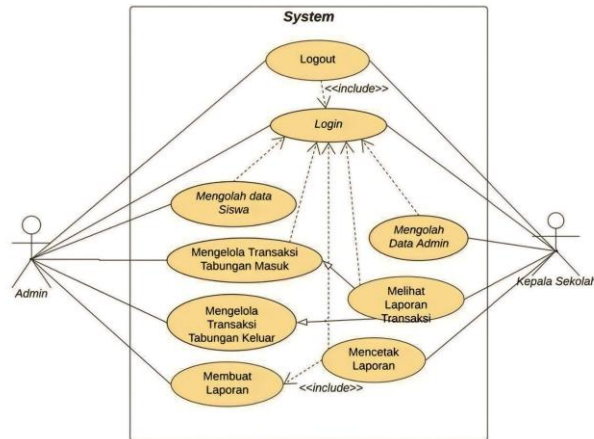 System
Logout
<<include>>
Login
Mengolah data
Siswa
Mengolah
Data Admin
Mengelola Transaksi
Tabungan Masuk
Admin
Kepala Sekolah
Melihat
Laporan
Transaksi
Mengelola
Transaksi
Tabungan Keluar
Mencetak
Laporan
Membuat
Laporan
<<include>>